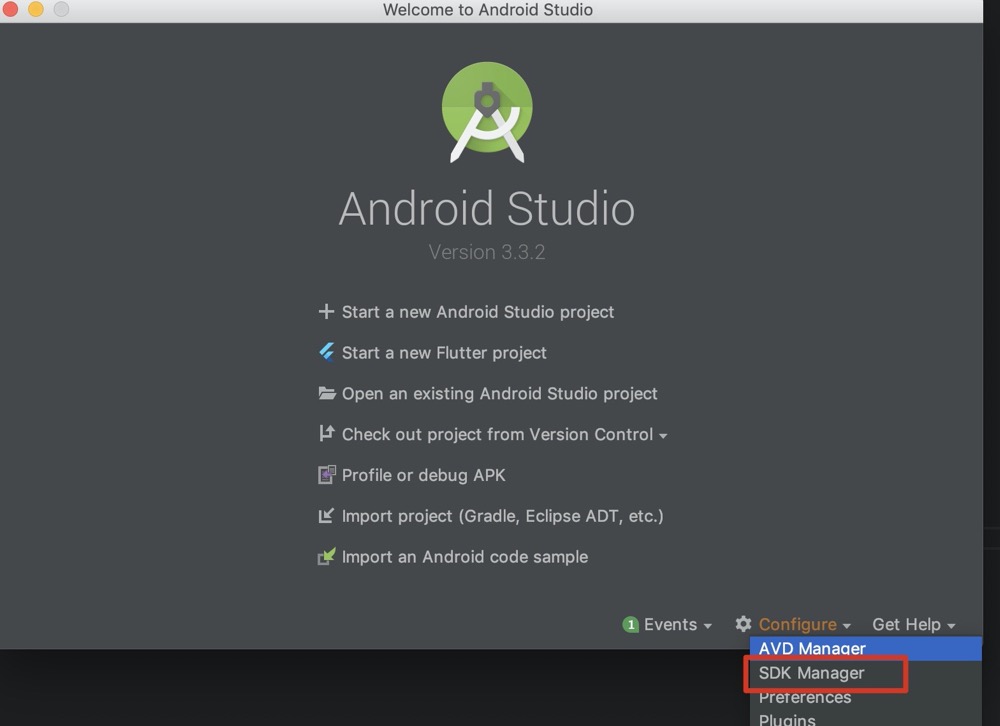 Welcome to Android Studio
Android Studio
Version 3.3.2
Start a new Android Studio project
Start a new Flutter project
Open an existing Android Studio project
Check out project from Version Control
Profile or debug APK
Import project (Gradle, Eclipse ADT, etc.)
Import an Android code sample
1 Events Configure Get Help
AVD Manager
SDK Manager
Preferences
Plugins